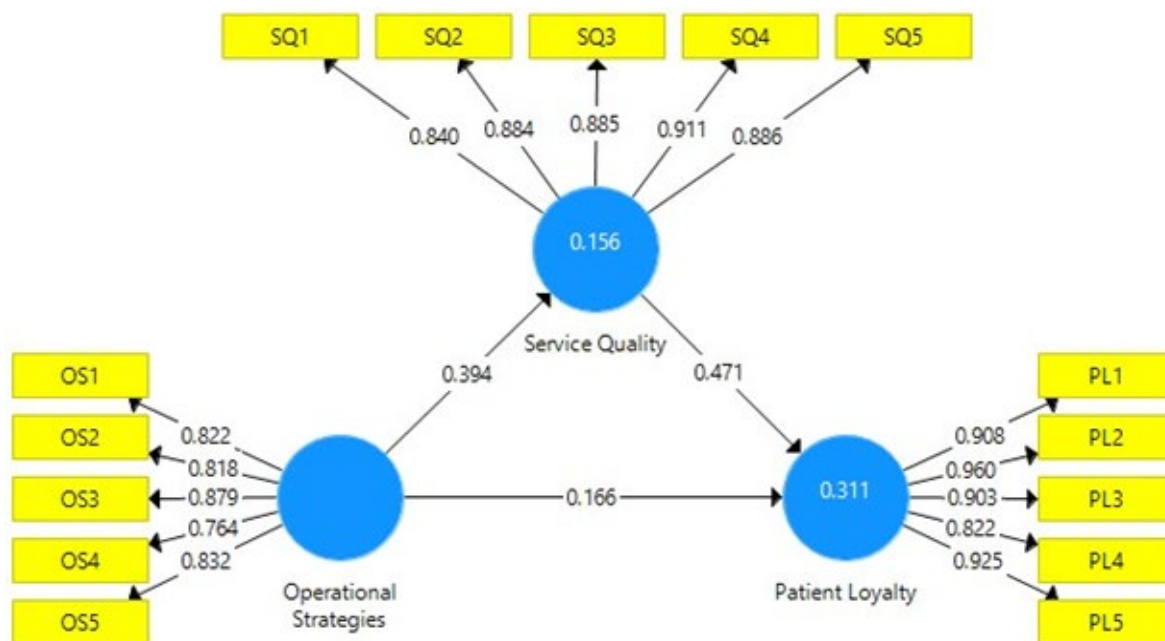 SQ1 SQ2 SQ3 SQ4 SQ5
0.840 0.884 0.885 0.911 0.886
0.156
Service Quality
0.394 0.471
OS1
OS2
OS3
OS4
OS5
0.822
0.818
0.879
0.764
0.832
Operational
Strategies
0.166
0.311
Patient Loyalty
0.908
0.960
0.903
0.822
0.925
PL1
PL2
PL3
PL4
PL5